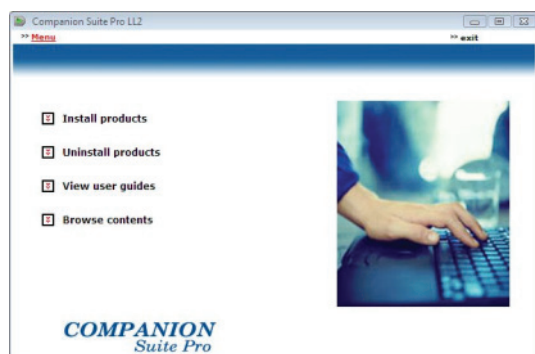 Companion Suite Pro LL2
>> Menu
>> exit
Install products
Uninstall products
View user guides
Browse contents
COMPANION
Suite Pro